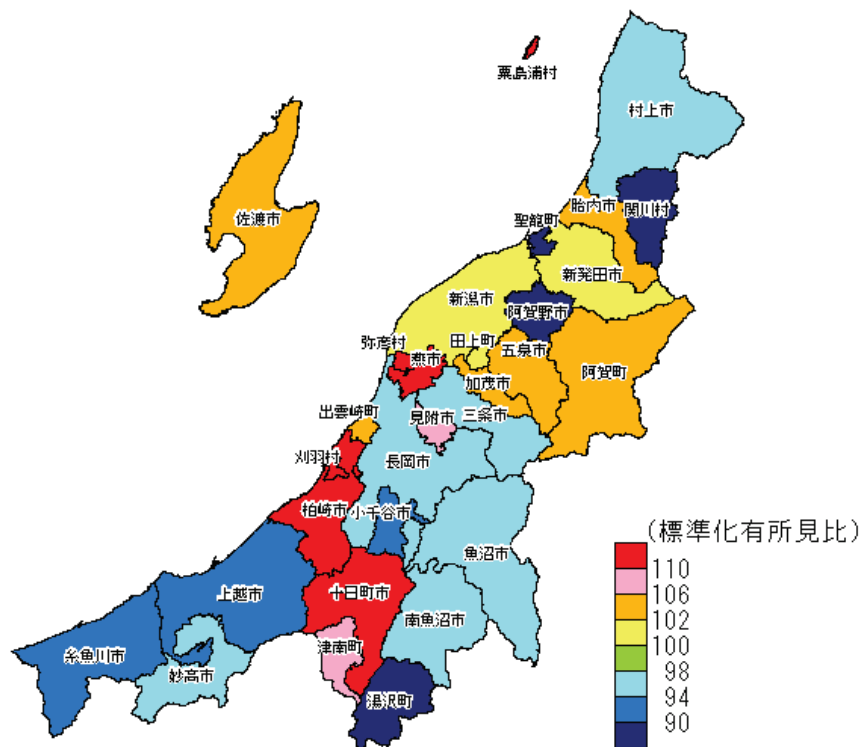 粟島浦村
村上市
佐渡市
胎内市
関川村
聖籠町
新発田市
新潟市
阿賀野市
弥彦村
田上町
燕市
五泉市
阿賀町
加茂市
出雲崎町
見附市
三条市
刈羽村
長岡市
柏崎市
小千谷市
魚沼市
上越市
十日町市
南魚沼市
糸魚川市
妙高市
津南町
湯沢町
(標準化有所見比)
110
106
102
100
98
94
90